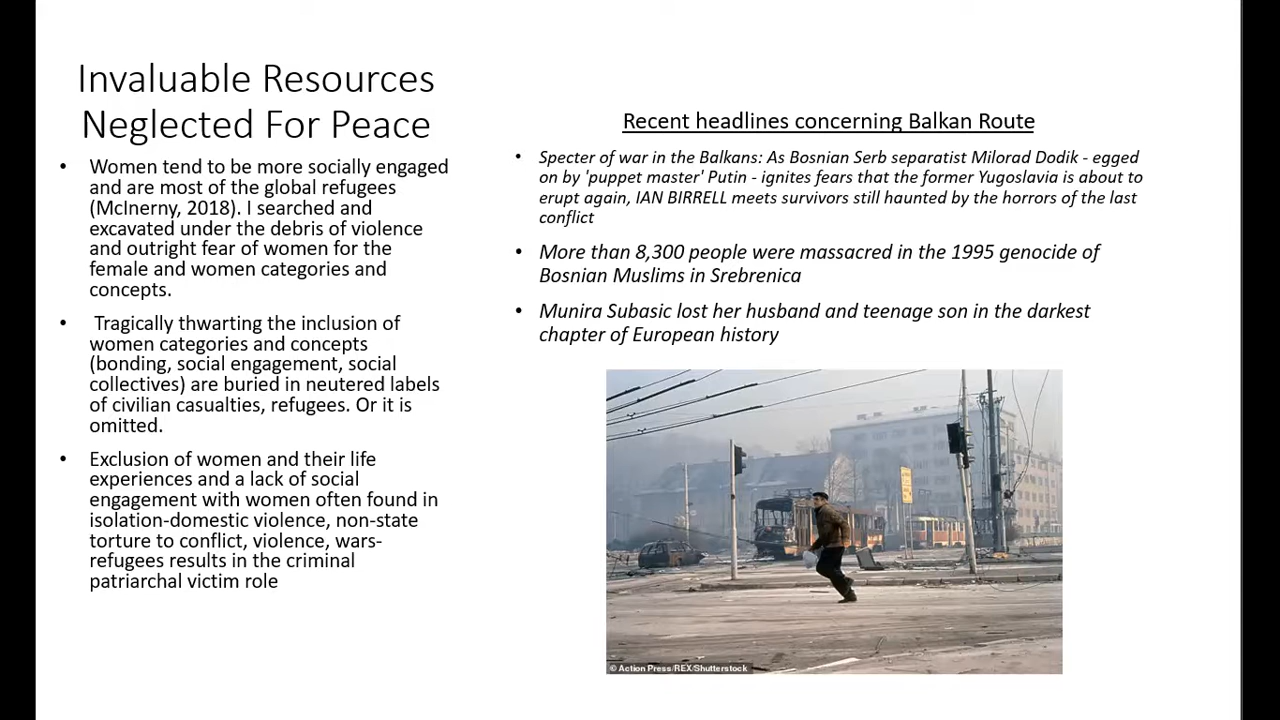 Invaluable Resources
Neglected For Peace
• Women tend to be more socially engaged
and are most of the global refugees
(McInerny, 2018). I searched and
excavated under the debris of violence
and outright fear of women for the
female and women categories and
concepts.
• Tragically thwarting the inclusion of
women categories and concepts
(bonding, social engagement, social
collectives) are buried in neutered labels
of civilian casualties, refugees. Or it is
omitted.
• Exclusion of women and their life
experiences and a lack of social
engagement with women often found in
isolation-domestic violence, non-state
torture to conflict, violence, wars-
refugees results in the criminal
patriarchal victim role
Recent headlines concerning Balkan Route
• Specter of war in the Balkans: As Bosnian Serb separatist Milorad Dodik - egged
on by 'puppet master' Putin - ignites fears that the former Yugoslavia is about to
erupt again, IAN BIRRELL meets survivors still haunted by the horrors of the last
conflict
• More than 8,300 people were massacred in the 1995 genocide of
Bosnian Muslims in Srebrenica
• Munira Subasic lost her husband and teenage son in the darkest
chapter of European history
© Action Press/REX/Shutterstock